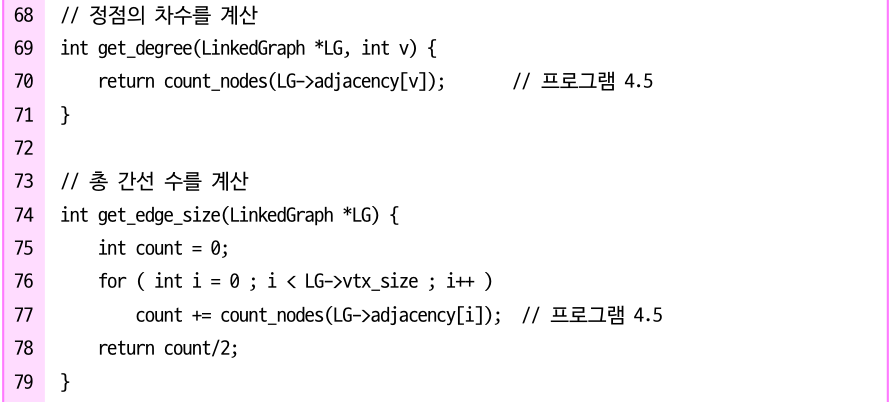 68 // 정점의 차수를 계산
69 int get_degree(LinkedGraph *LG, int v) {
70     return count_nodes(LG->adjacency[v]);       // 프로그램 4.5
71 }
72
73 // 총 간선 수를 계산
74 int get_edge_size(LinkedGraph *LG) {
75     int count = 0;
76     for ( int i = 0 ; i < LG->vtx_size ; i++ )
77         count += count_nodes(LG->adjacency[i]);  // 프로그램 4.5
78     return count/2;
79 }